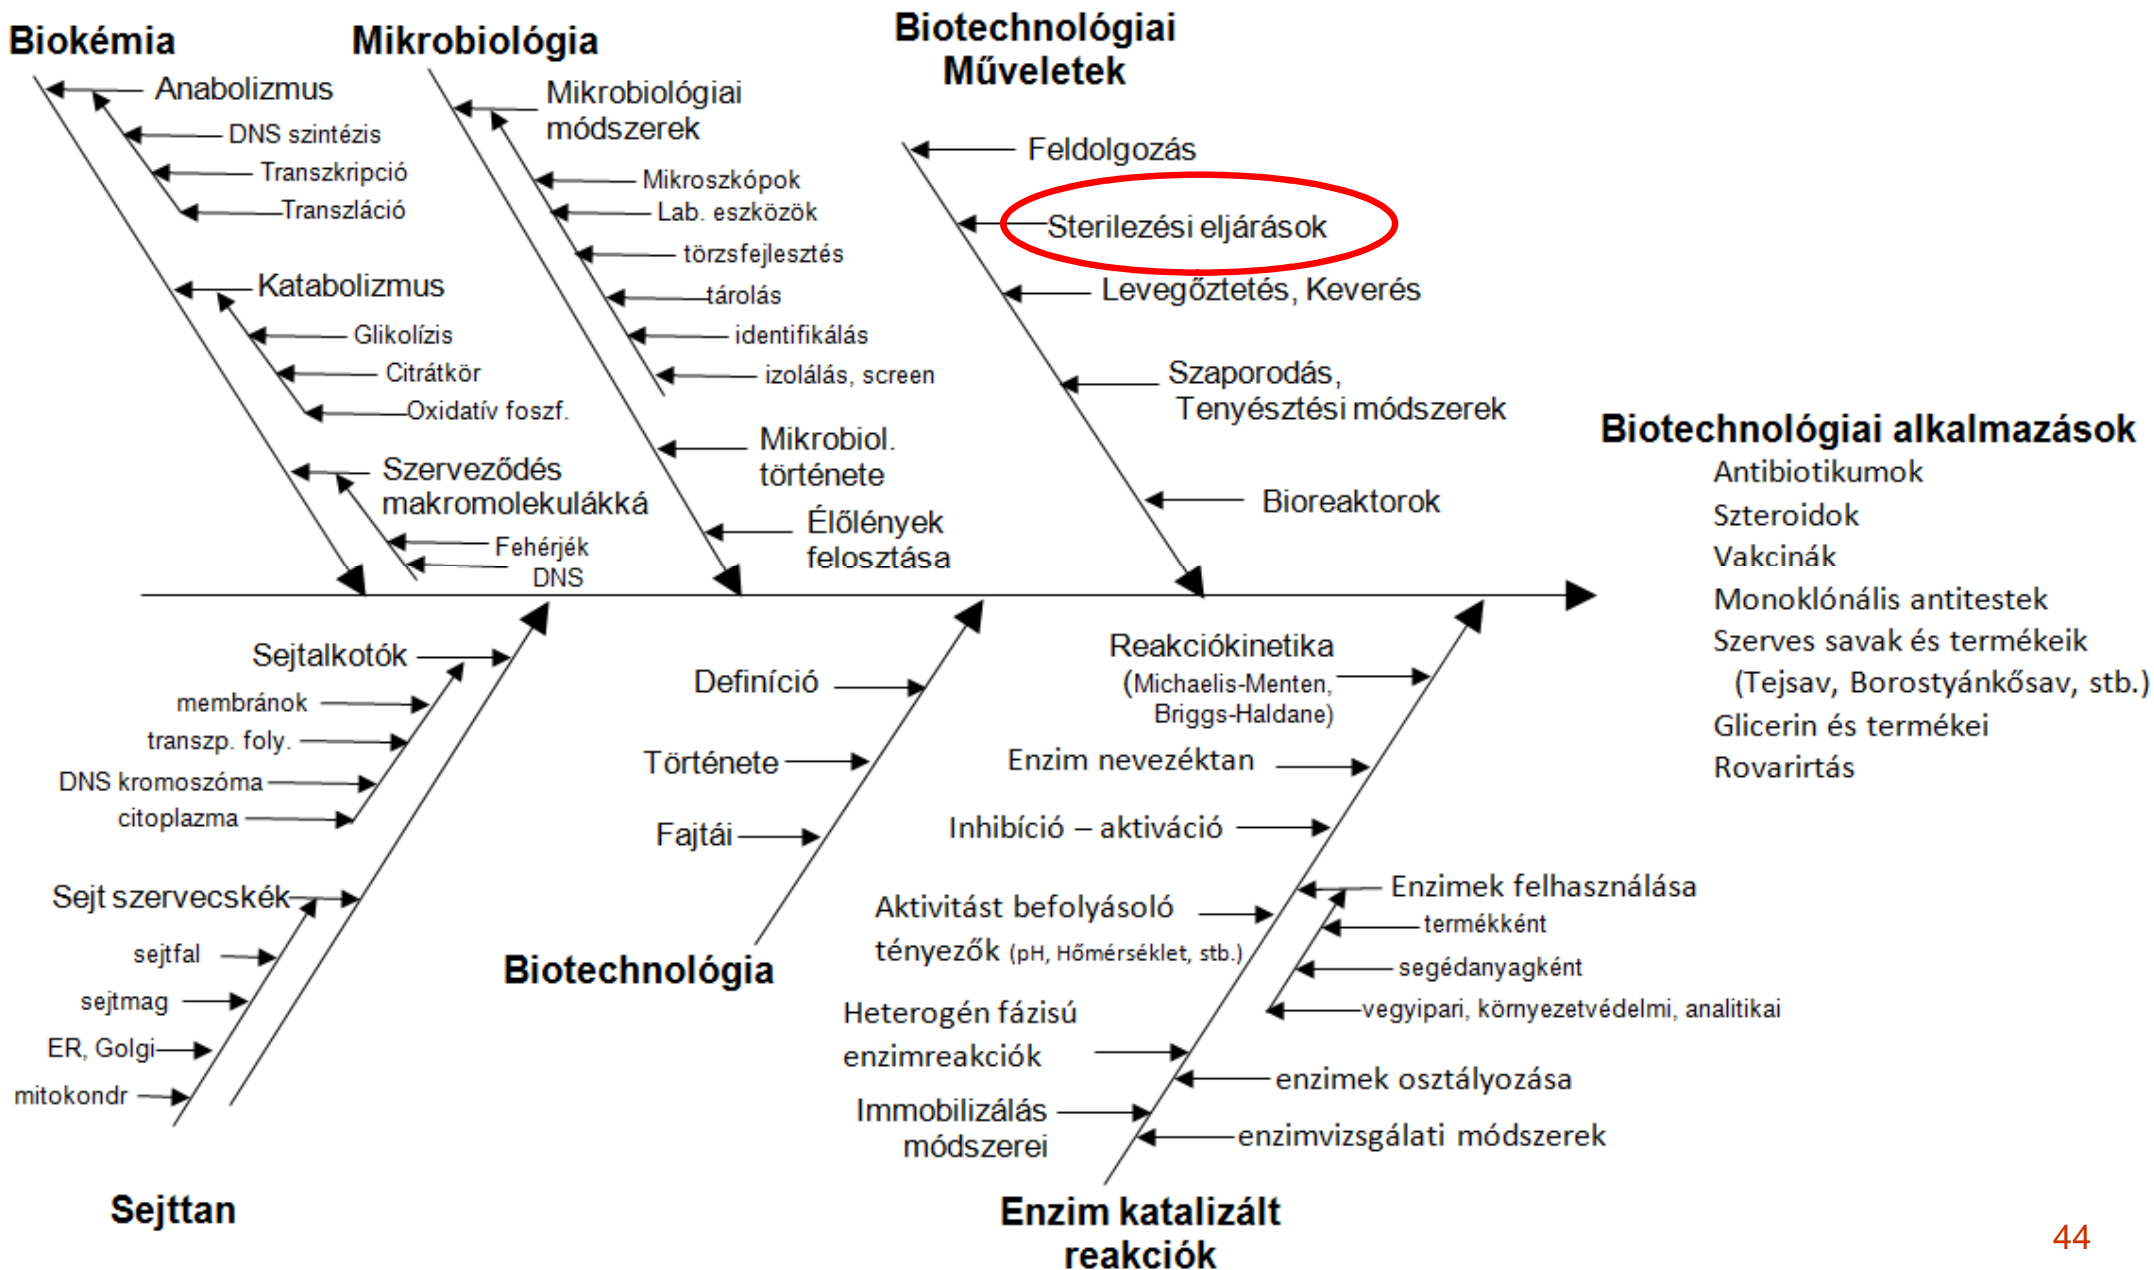 Biokémia
Anabolizmus
DNS szintézis
Transzkripció
Transzláció
Katabolizmus
Glikolízis
Citrátkör
Oxidatív foszf.
Szerveződés
makromolekulákká
Fehérjék
DNS
Mikrobiológia
Mikrobiológiai
módszerek
Mikroszkópok
Lab. eszközök
törzsfejlesztés
tárolás
identifikálás
izolálás, screen
Mikrobiol.
története
Élőlények
felosztása
Biotechnológiai
Műveletek
Feldolgozás
Sterilezési eljárások
Levegőztetés, Keverés
Szaporodás,
Tenyésztési módszerek
Bioreaktorok
Biotechnológiai alkalmazások
Antibiotikumok
Szteroidok
Vakcinák
Monoklónális antitestek
Szerves savak és termékeik
(Tejsav, Borostyánkősav, stb.)
Glicerin és termékei
Rovarirtás
Sejtalkotók
membránok
transzp. foly.
DNS kromoszóma
citoplazma
Sejt szervecskék
sejtfal
sejtmag
ER, Golgi
mitokondr
Sejttan
Definíció
Története
Fajtái
Biotechnológia
Reakciókinetika
(Michaelis-Menten,
Briggs-Haldane)
Enzim nevezéktan
Inhibíció – aktiváció
Aktivitást befolyásoló
tényezők (pH, Hőmérséklet, stb.)
Heterogén fázisú
enzimreakciók
Immobilizálás
módszerei
Enzimek felhasználása
termékként
segédanyagként
vegyipari, környezetvédelmi, analitikai
enzimek osztályozása
enzimvizsgálati módszerek
Enzim katalizált
reakciók
44